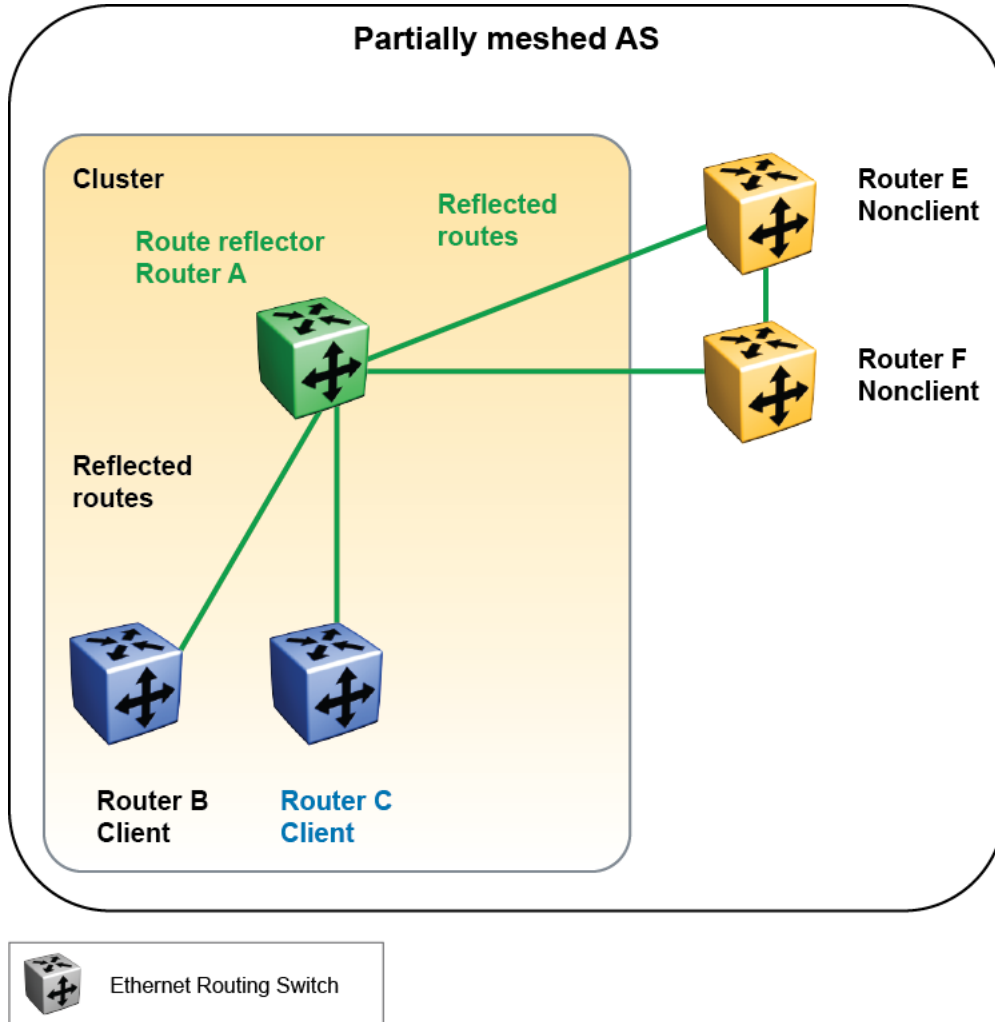 Partially meshed AS
Cluster
Reflected
routes
Route reflector
Router A
Router E
Nonclient
Router F
Nonclient
Reflected
routes
Router B
Client
Router C
Client
Ethernet Routing Switch